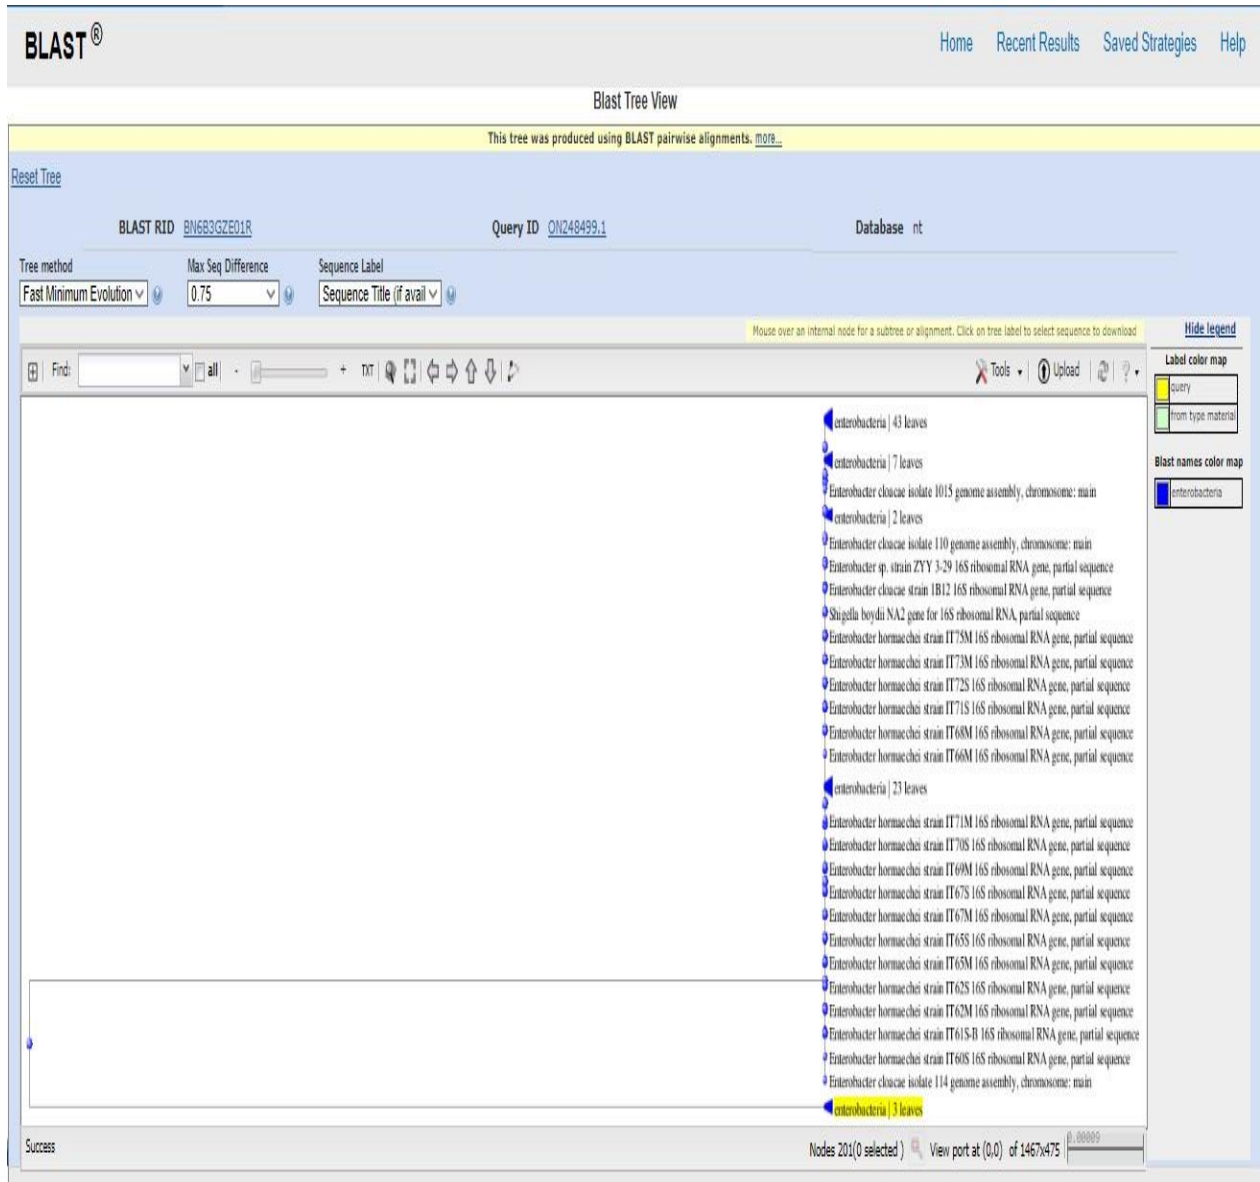 BLAST ®
Home Recent Results Saved Strategies Help
Blast Tree View
This tree was produced using BLAST pairwise alignments. more...
Reset Tree
BLAST RID BN6B3GZE01R Query ID ON248499.1 Database nt
Tree method Max Seq Difference Sequence Label
Fast Minimum Evolution 0.75 Sequence Title (if avail
Mouse over an internal node for a subtree or alignment. Click on tree label to select sequence to download
Hide legend
Find: all - + TXT Tools Upload ?
Label color map
query
from type material
Blast names color map
enterobacteria
enterobacteria | 43 leaves
enterobacteria | 7 leaves
Enterobacter cloacae isolate 1015 genome assembly, chromosome: main
enterobacteria | 2 leaves
Enterobacter cloacae isolate 110 genome assembly, chromosome: main
Enterobacter sp. strain ZYY 3-29 16S ribosomal RNA gene, partial sequence
Enterobacter cloacae strain 1B12 16S ribosomal RNA gene, partial sequence
Shigella boydii NA2 gene for 16S ribosomal RNA, partial sequence
Enterobacter hormaechei strain IT75M 16S ribosomal RNA gene, partial sequence
Enterobacter hormaechei strain IT73M 16S ribosomal RNA gene, partial sequence
Enterobacter hormaechei strain IT72S 16S ribosomal RNA gene, partial sequence
Enterobacter hormaechei strain IT71S 16S ribosomal RNA gene, partial sequence
Enterobacter hormaechei strain IT68M 16S ribosomal RNA gene, partial sequence
Enterobacter hormaechei strain IT66M 16S ribosomal RNA gene, partial sequence
enterobacteria | 23 leaves
Enterobacter hormaechei strain IT71M 16S ribosomal RNA gene, partial sequence
Enterobacter hormaechei strain IT70S 16S ribosomal RNA gene, partial sequence
Enterobacter hormaechei strain IT69M 16S ribosomal RNA gene, partial sequence
Enterobacter hormaechei strain IT67S 16S ribosomal RNA gene, partial sequence
Enterobacter hormaechei strain IT67M 16S ribosomal RNA gene, partial sequence
Enterobacter hormaechei strain IT65S 16S ribosomal RNA gene, partial sequence
Enterobacter hormaechei strain IT65M 16S ribosomal RNA gene, partial sequence
Enterobacter hormaechei strain IT62S 16S ribosomal RNA gene, partial sequence
Enterobacter hormaechei strain IT62M 16S ribosomal RNA gene, partial sequence
Enterobacter hormaechei strain IT61S-B 16S ribosomal RNA gene, partial sequence
Enterobacter hormaechei strain IT60S 16S ribosomal RNA gene, partial sequence
Enterobacter cloacae isolate 114 genome assembly, chromosome: main
enterobacteria | 3 leaves
Success Nodes 201(0 selected ) View port at (0,0) of 1467x475 0.00009